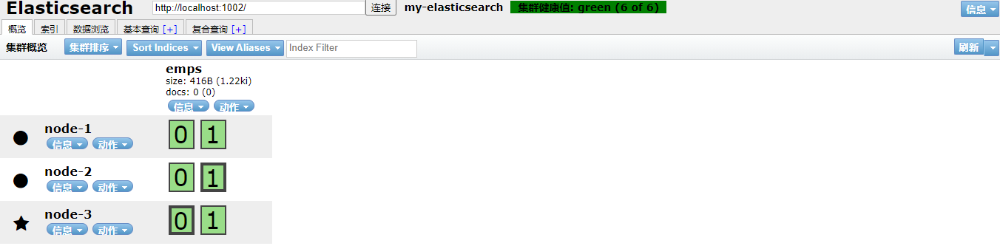 Elasticsearch http://localhost:1002/ 连接 my-elasticsearch 集群健康值: green (6 of 6) 信息
概览 索引 数据浏览 基本查询 [+] 复合查询 [+]
集群概览 集群排序 Sort Indices View Aliases Index Filter 刷新
emps
size: 416B (1.22ki)
docs: 0 (0)
信息 动作
node-1 0 1
信息 动作
node-2 0 1
信息 动作
node-3 0 1
信息 动作